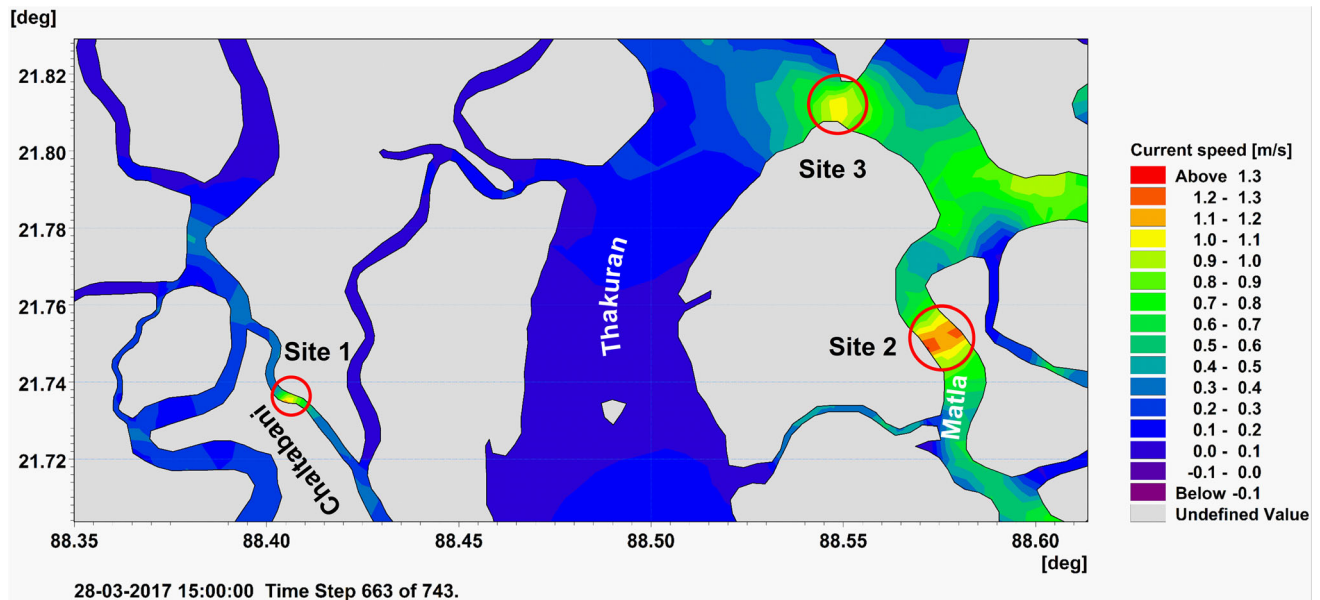 [deg]
21.82
21.80
21.78
21.76
21.74
21.72
Site 3
Thakuran
Site 2
Site 1
Matla
Chaltabani
88.35 88.40 88.45 88.50 88.55 88.60
[deg]
28-03-2017 15:00:00 Time Step 663 of 743.
Current speed [m/s]
Above 1.3
1.2 - 1.3
1.1 - 1.2
1.0 - 1.1
0.9 - 1.0
0.8 - 0.9
0.7 - 0.8
0.6 - 0.7
0.5 - 0.6
0.4 - 0.5
0.3 - 0.4
0.2 - 0.3
0.1 - 0.2
0.0 - 0.1
-0.1 - 0.0
Below -0.1
Undefined Value